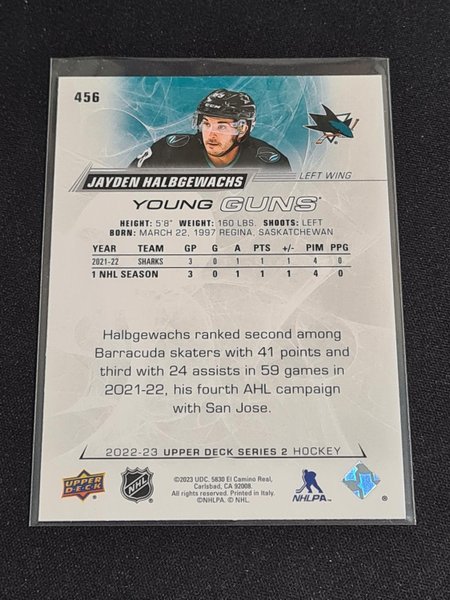 456
JAYDEN HALBGEWACHS
LEFT WING
YOUNG GUNS
HEIGHT: 5'8" WEIGHT: 160 LBS. SHOOTS: LEFT
BORN: MARCH 22, 1997 REGINA, SASKATCHEWAN
YEAR TEAM GP G A PTS +/- PIM PPG
2021-22 SHARKS 3 0 1 1 1 4 0
1 NHL SEASON 3 0 1 1 1 4 0
Halbgewachs ranked second among
Barracuda skaters with 41 points and
third with 24 assists in 59 games in
2021-22, his fourth AHL campaign
with San Jose.
2022-23 UPPER DECK SERIES 2 HOCKEY
UPPER DECK
NHL
©2023 UDC. 5830 El Camino Real,
Carlsbad, CA 92008.
All rights reserved. Printed in Italy.
©NHLPA. © NHL.
NHLPA
®